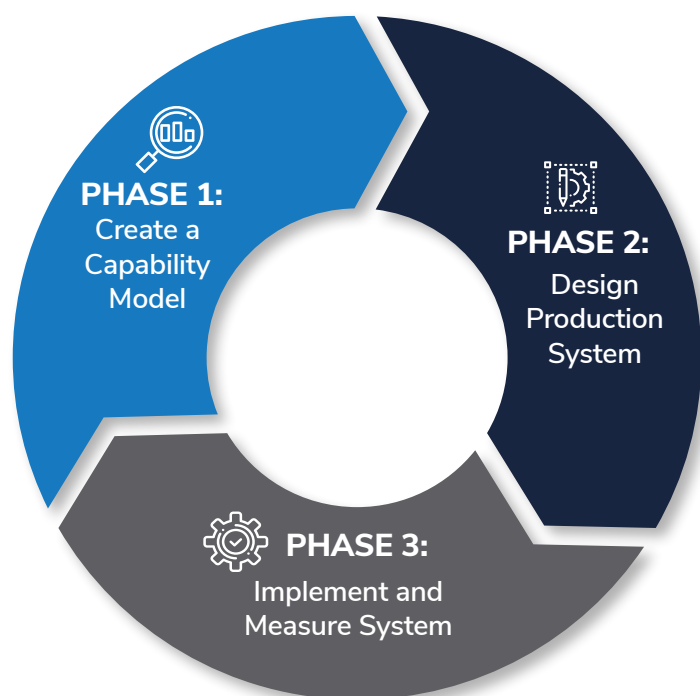 PHASE 1:
Create a
Capability
Model
PHASE 2:
Design
Production
System
PHASE 3:
Implement and
Measure System